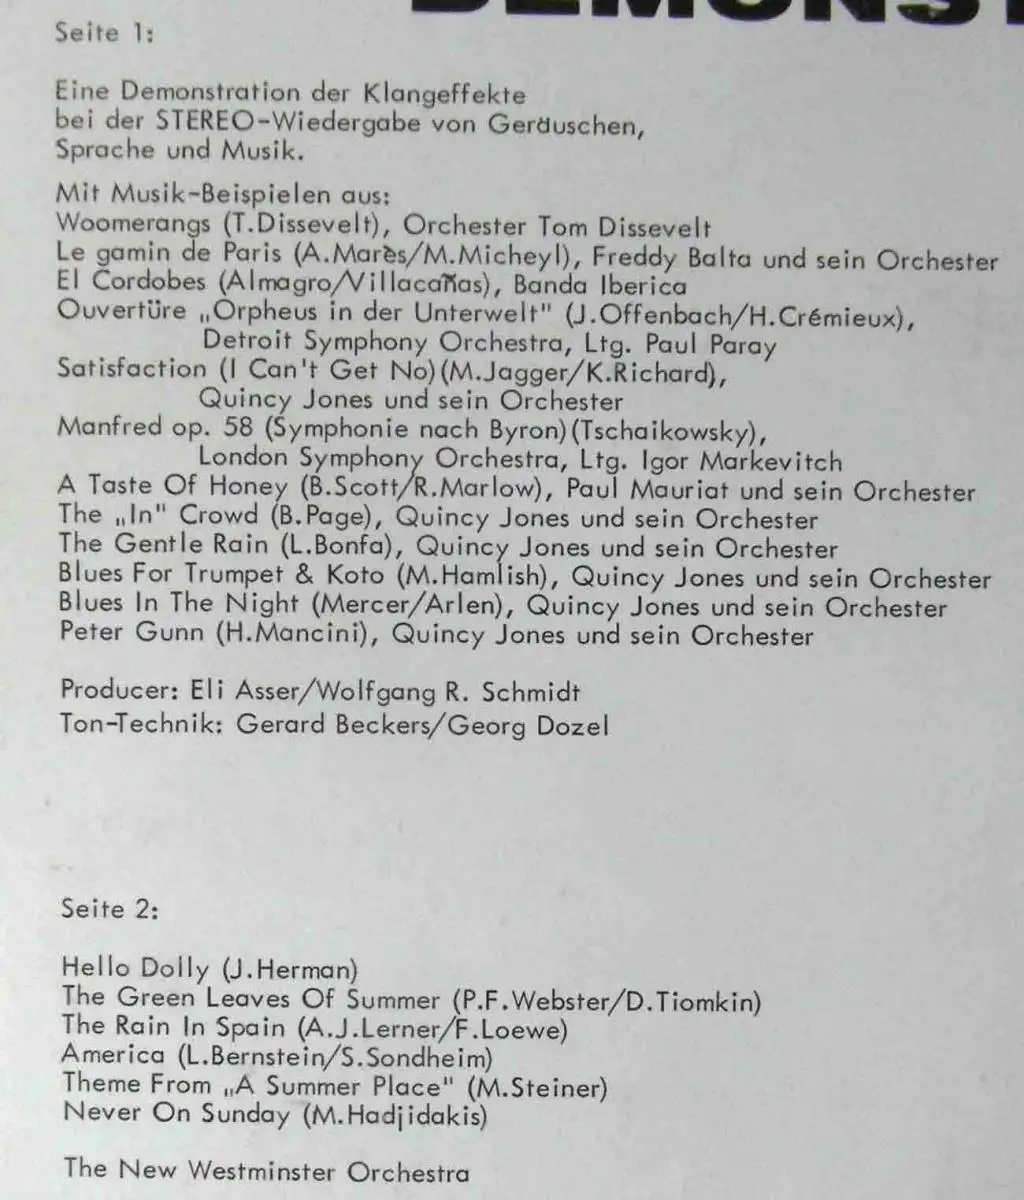 Seite 1:
Eine Demonstration der Klangeffekte
bei der STEREO-Wiedergabe von Geräuschen,
Sprache und Musik.
Mit Musik-Beispielen aus:
Woomerangs (T.Dissevelt), Orchester Tom Dissevelt
Le gamin de Paris (A.Marès/M.Micheyl), Freddy Balta und sein Orchester
El Cordobes (Almagro/Villacañas), Banda Iberica
Ouvertüre „Orpheus in der Unterwelt" (J.Offenbach/H.Crémieux),
Detroit Symphony Orchestra, Ltg. Paul Paray
Satisfaction (I Can't Get No)(M.Jagger/K.Richard),
Quincy Jones und sein Orchester
Manfred op. 58 (Symphonie nach Byron)(Tschaikowsky),
London Symphony Orchestra, Ltg. Igor Markevitch
A Taste Of Honey (B.Scott/R.Marlow), Paul Mauriat und sein Orchester
The „In" Crowd (B.Page), Quincy Jones und sein Orchester
The Gentle Rain (L.Bonfa), Quincy Jones und sein Orchester
Blues For Trumpet & Koto (M.Hamlish), Quincy Jones und sein Orchester
Blues In The Night (Mercer/Arlen), Quincy Jones und sein Orchester
Peter Gunn (H.Mancini), Quincy Jones und sein Orchester
Producer: Eli Asser/Wolfgang R. Schmidt
Ton-Technik: Gerard Beckers/Georg Dozel
Seite 2:
Hello Dolly (J.Herman)
The Green Leaves Of Summer (P.F.Webster/D.Tiomkin)
The Rain In Spain (A.J.Lerner/F.Loewe)
America (L.Bernstein/S.Sondheim)
Theme From „A Summer Place" (M.Steiner)
Never On Sunday (M.Hadjidakis)
The New Westminster Orchestra